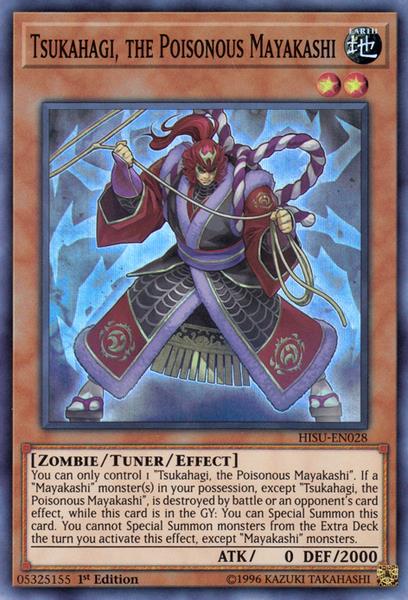 TSUKAHAGI, THE POISONOUS MAYAKASHI
EARTH
地
HISU-EN028
[ZOMBIE/TUNER/EFFECT]
You can only control 1 "Tsukahagi, the Poisonous Mayakashi". If a
"Mayakashi" monster(s) in your possession, except "Tsukahagi, the
Poisonous Mayakashi", is destroyed by battle or an opponent's card
effect, while this card is in the GY: You can Special Summon this
card. You cannot Special Summon monsters from the Extra Deck
the turn you activate this effect, except "Mayakashi" monsters.
ATK/ 0 DEF/2000
05325155 1st Edition ©1996 KAZUKI TAKAHASHI